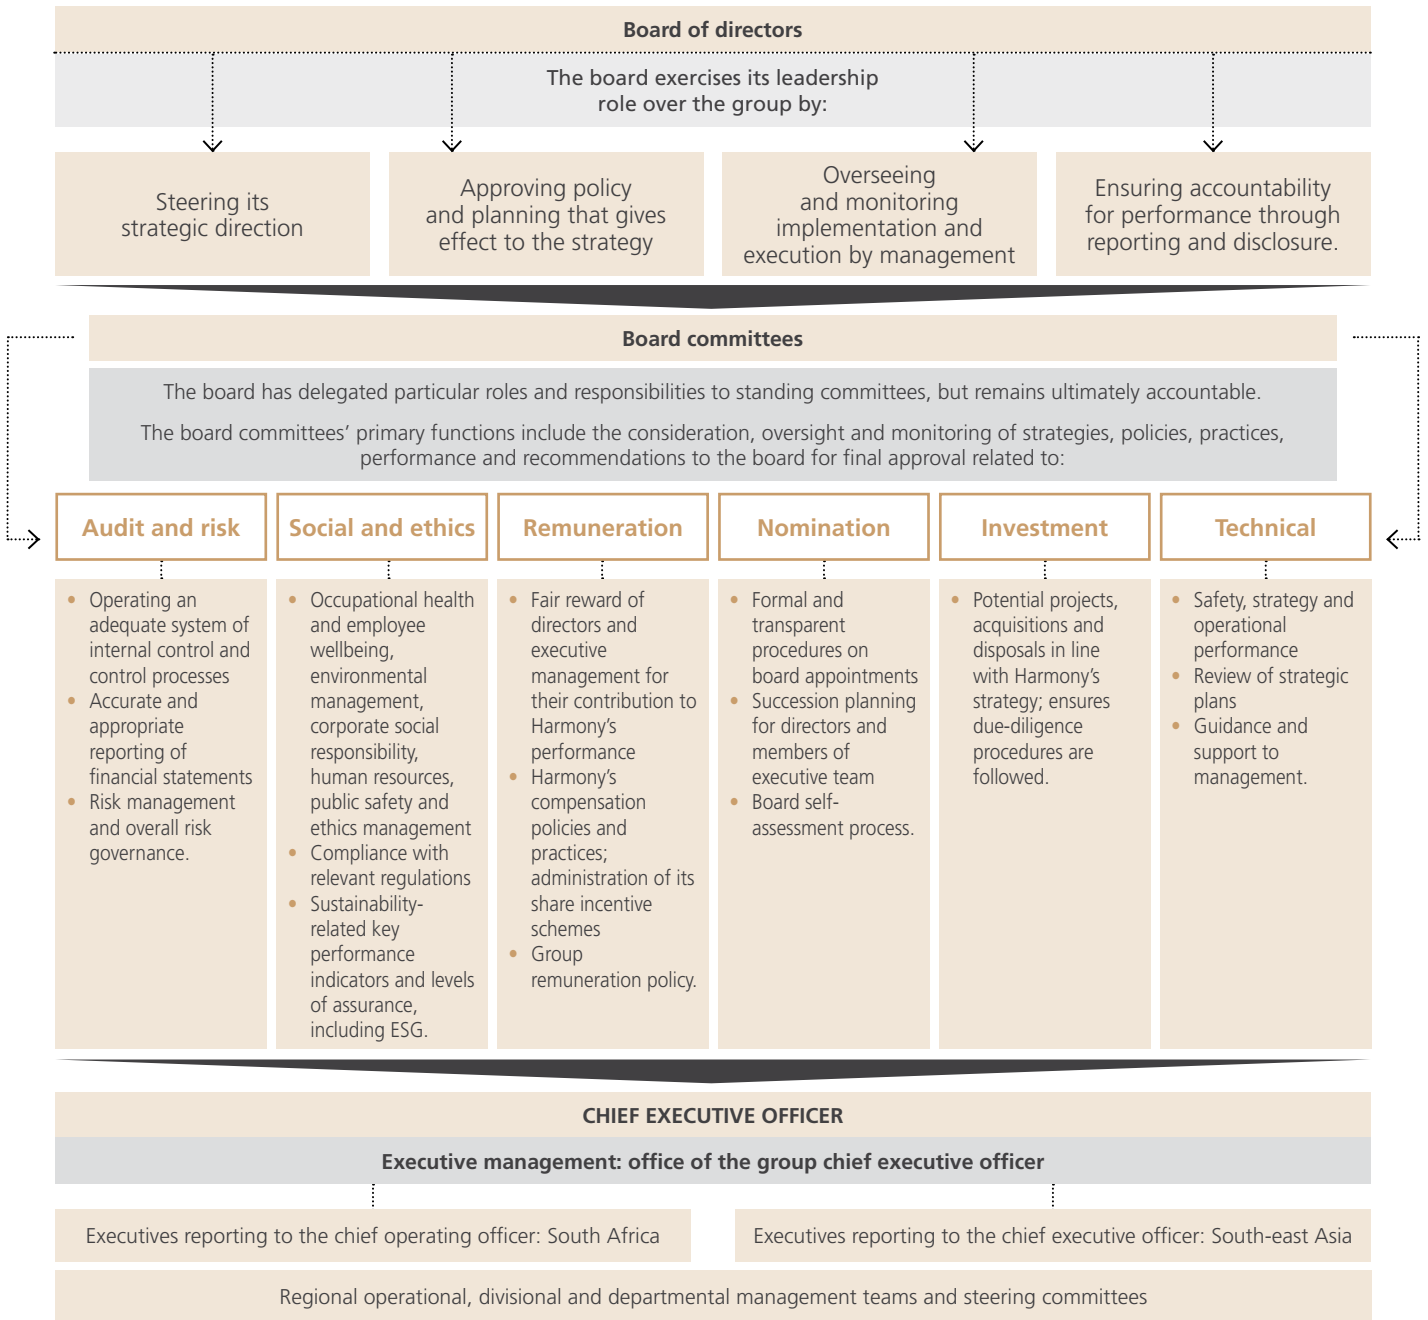 Board of directors
The board exercises its leadership
role over the group by:
Steering its
strategic direction
Approving policy
and planning that gives
effect to the strategy
Overseeing
and monitoring
implementation and
execution by management
Ensuring accountability
for performance through
reporting and disclosure.
Board committees
The board has delegated particular roles and responsibilities to standing committees, but remains ultimately accountable.
The board committees' primary functions include the consideration, oversight and monitoring of strategies, policies, practices,
performance and recommendations to the board for final approval related to:
Audit and risk
• Operating an
adequate system of
internal control and
control processes
• Accurate and
appropriate
reporting of
financial statements
• Risk management
and overall risk
governance.
Social and ethics
• Occupational health
and employee
wellbeing,
environmental
management,
corporate social
responsibility,
human resources,
public safety and
ethics management
• Compliance with
relevant regulations
• Sustainability-
related key
performance
indicators and levels
of assurance,
including ESG.
Remuneration
• Fair reward of
directors and
executive
management for
their contribution to
Harmony's
performance
• Harmony's
compensation
policies and
practices;
administration of its
share incentive
schemes
• Group
remuneration policy.
Nomination
• Formal and
transparent
procedures on
board appointments
• Succession planning
for directors and
members of
executive team
• Board self-
assessment process.
Investment
• Potential projects,
acquisitions and
disposals in line
with Harmony's
strategy; ensures
due-diligence
procedures are
followed.
Technical
• Safety, strategy and
operational
performance
• Review of strategic
plans
• Guidance and
support to
management.
CHIEF EXECUTIVE OFFICER
Executive management: office of the group chief executive officer
Executives reporting to the chief operating officer: South Africa
Executives reporting to the chief executive officer: South-east Asia
Regional operational, divisional and departmental management teams and steering committees